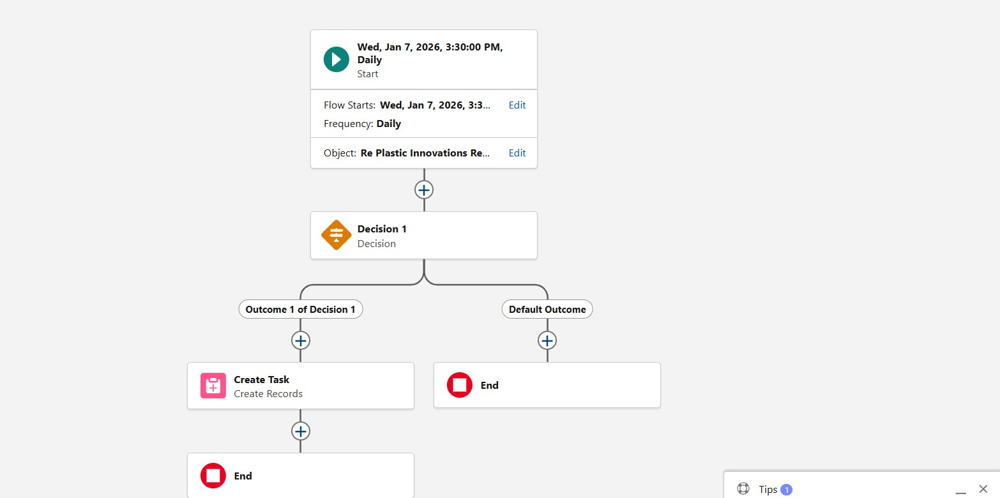 Wed, Jan 7, 2026, 3:30:00 PM,
Daily
Start
Flow Starts: Wed, Jan 7, 2026, 3:3... Edit
Frequency: Daily
Object: Re Plastic Innovations Re... Edit
Decision 1
Decision
Outcome 1 of Decision 1
Default Outcome
Create Task
Create Records
End
End
Tips 1